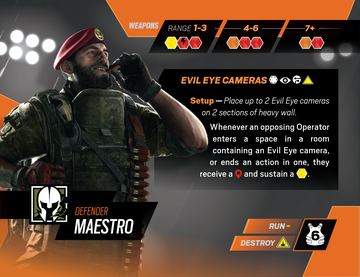 WEAPONS RANGE 1-3 4-6 7+
EVIL EYE CAMERAS
Setup — Place up to 2 Evil Eye cameras
on 2 sections of heavy wall.
Whenever an opposing Operator
enters a space in a room
containing an Evil Eye camera,
or ends an action in one, they
receive a and sustain a .
DEFENDER
MAESTRO
RUN -
DESTROY
6